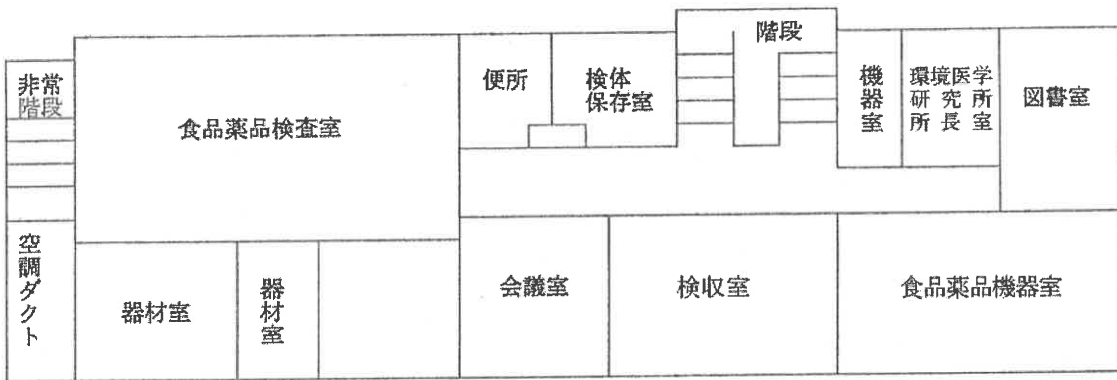 非常
階段
食品薬品検査室
便所
検体
保存室
階段
機器室
環境医学
研究所
所長室
図書室
空調ダクト
器材室
器材室
会議室
検収室
食品薬品機器室